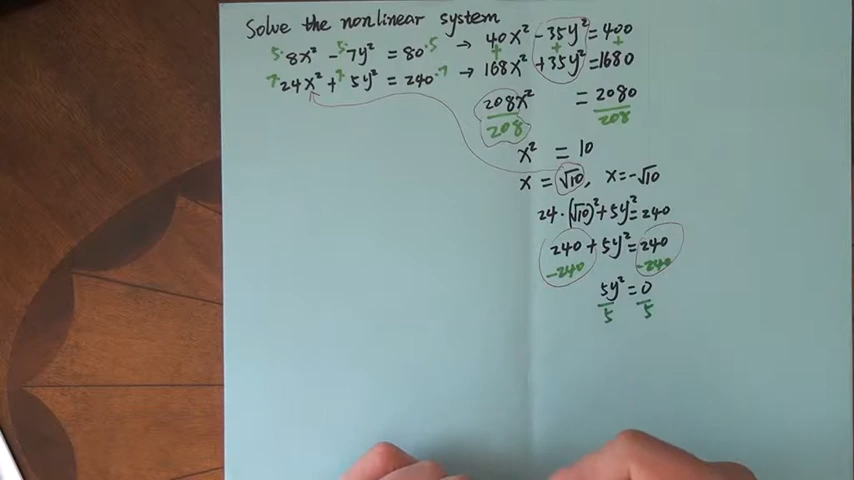 Solve the nonlinear system
5· 8x² - 5· 7y² = 80 ·5 → 40x² - 35y² = 400
+ + +
7· 24x² + 7· 5y² = 240 ·7 → 168x² + 35y² = 1680
208x² = 2080
208 208
x² = 10
x = √10, x = -√10
24·(√10)² + 5y² = 240
240 + 5y² = 240
-240 -240
5y² = 0
5 5